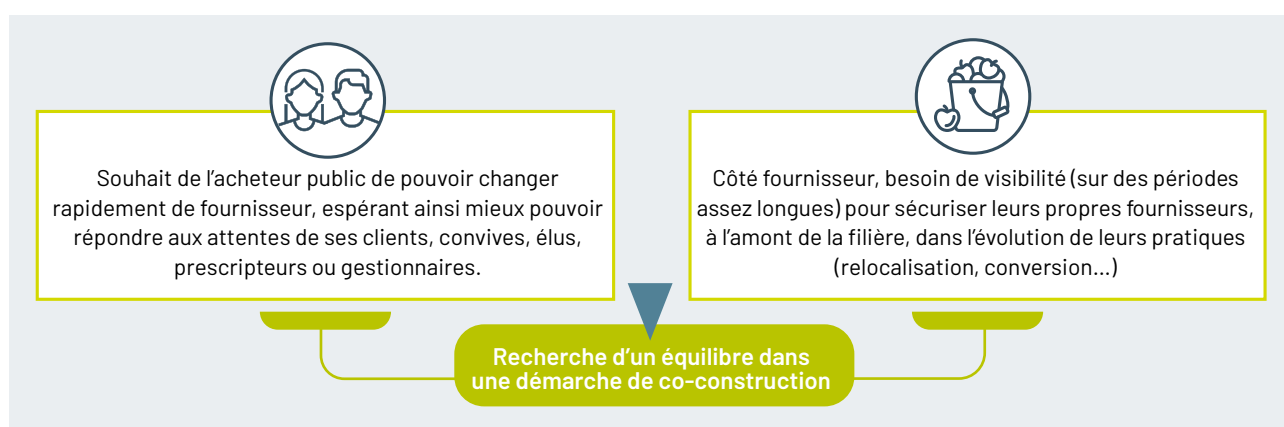 Souhait de l’acheteur public de pouvoir changer
rapidement de fournisseur, espérant ainsi mieux pouvoir
répondre aux attentes de ses clients, convives, élus,
prescripteurs ou gestionnaires.
Côté fournisseur, besoin de visibilité (sur des périodes
assez longues) pour sécuriser leurs propres fournisseurs,
à l’amont de la filière, dans l’évolution de leurs pratiques
(relocalisation, conversion...)
Recherche d’un équilibre dans
une démarche de co-construction